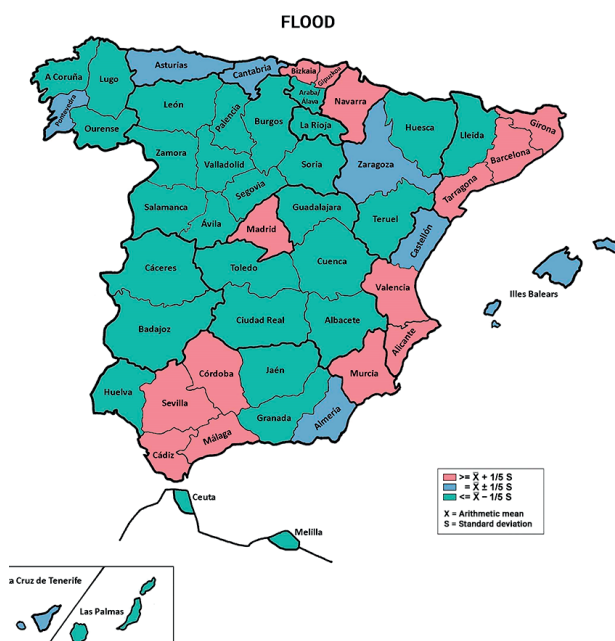 FLOOD
A Coruña
Lugo
Asturias
Cantabria
Bizkaia
Gipuzkoa
Navarra
Araba/
Álava
La Rioja
Huesca
Lleida
Girona
Barcelona
Tarragona
Pontevedra
Ourense
León
Palencia
Burgos
Zamora
Valladolid
Soria
Zaragoza
Segovia
Salamanca
Ávila
Madrid
Guadalajara
Teruel
Castellón
Illes Balears
Cáceres
Toledo
Cuenca
Valencia
Badajoz
Ciudad Real
Albacete
Alicante
Huelva
Sevilla
Córdoba
Jaén
Murcia
Granada
Almería
Cádiz
Málaga
Ceuta
Melilla
>= X̄ + 1/5 S
= X̄ ± 1/5 S
<= X̄ – 1/5 S
X = Arithmetic mean
S = Standard deviation
a Cruz de Tenerife
Las Palmas